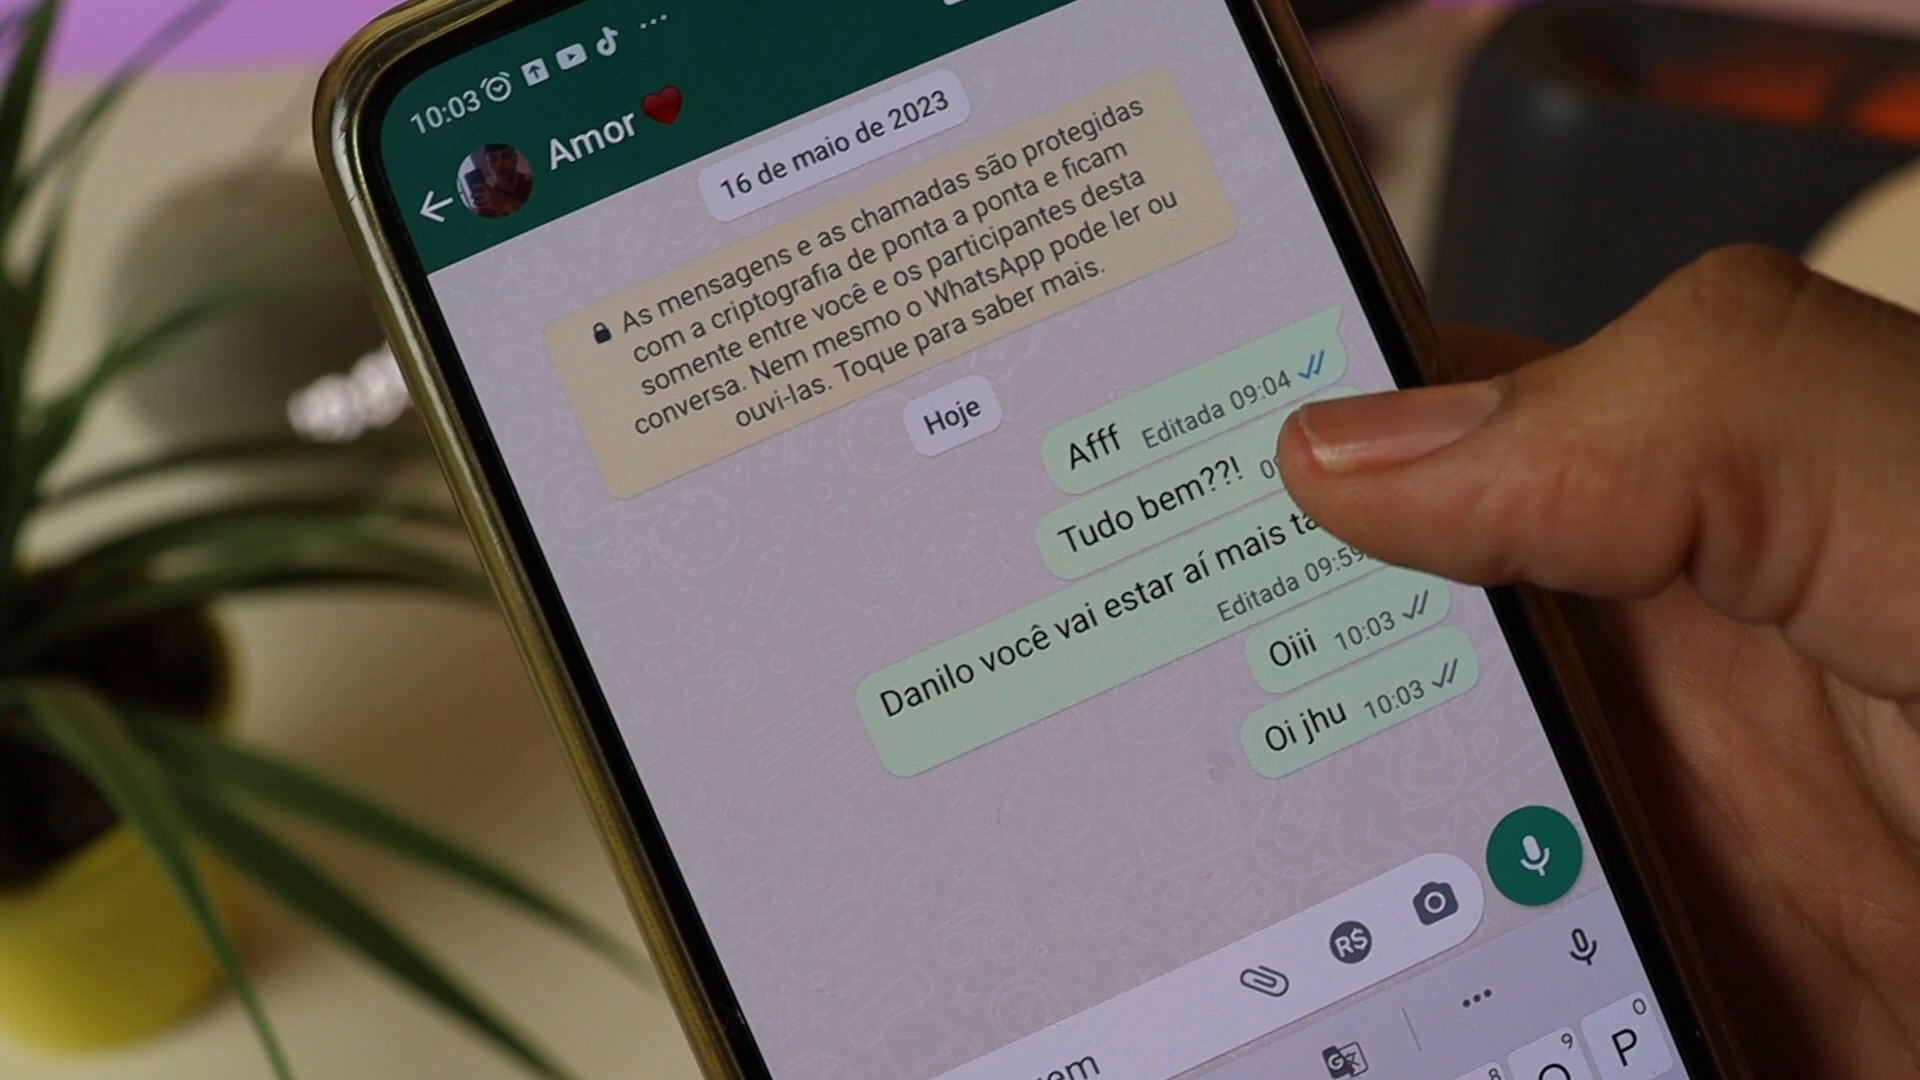 10:03
Amor
16 de maio de 2023
As mensagens e as chamadas são protegidas
com a criptografia de ponta a ponta e ficam
somente entre você e os participantes desta
conversa. Nem mesmo o WhatsApp pode ler ou
ouvi-las. Toque para saber mais.
Hoje
Afff Editada 09:04
Tudo bem??!
Danilo você vai estar aí mais
Editada 09:59
Oiii 10:03
Oi jhu 10:03
R$
0
9 P
8